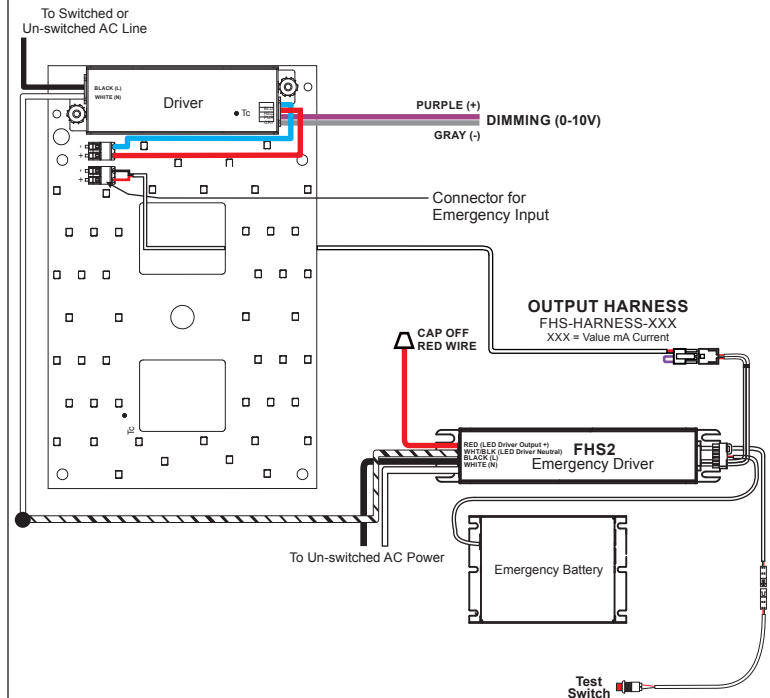 To Switched or
Un-switched AC Line
BLACK (L)
WHITE (N)
Driver
Tc
PURPLE (+)
DIMMING (0-10V)
GRAY (-)
-
+
-
+
Connector for
Emergency Input
OUTPUT HARNESS
FHS-HARNESS-XXX
XXX = Value mA Current
CAP OFF
RED WIRE
Tc
RED (LED Driver Output +)
WHT/BLK (LED Driver Neutral)
BLACK (L)
WHITE (N)
FHS2
Emergency Driver
To Un-switched AC Power
Emergency Battery
Test
Switch